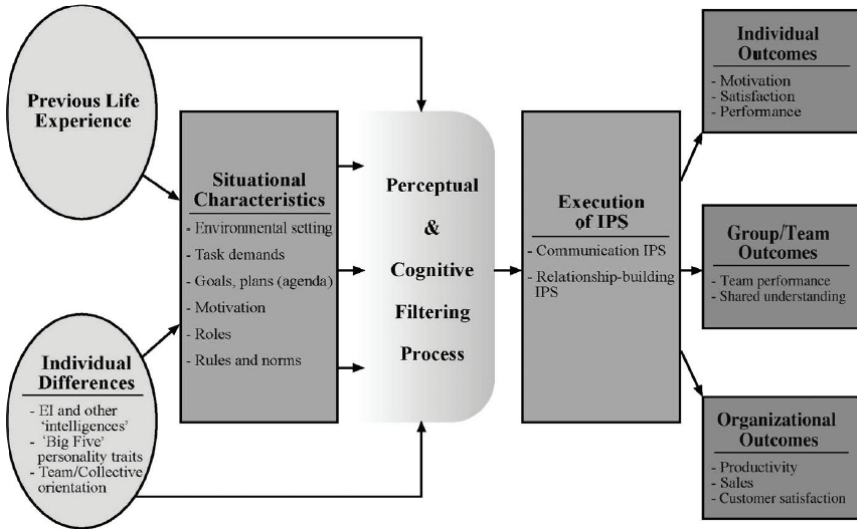 Previous Life
Experience
Individual
Differences
- EI and other
'intelligences'
- 'Big Five'
personality traits
- Team/Collective
orientation
Situational
Characteristics
- Environmental setting
- Task demands
- Goals, plans (agenda)
- Motivation
- Roles
- Rules and norms
Perceptual
&
Cognitive
Filtering
Process
Execution
of IPS
- Communication IPS
- Relationship-building
IPS
Individual
Outcomes
- Motivation
- Satisfaction
- Performance
Group/Team
Outcomes
- Team performance
- Shared understanding
Organizational
Outcomes
- Productivity
- Sales
- Customer satisfaction